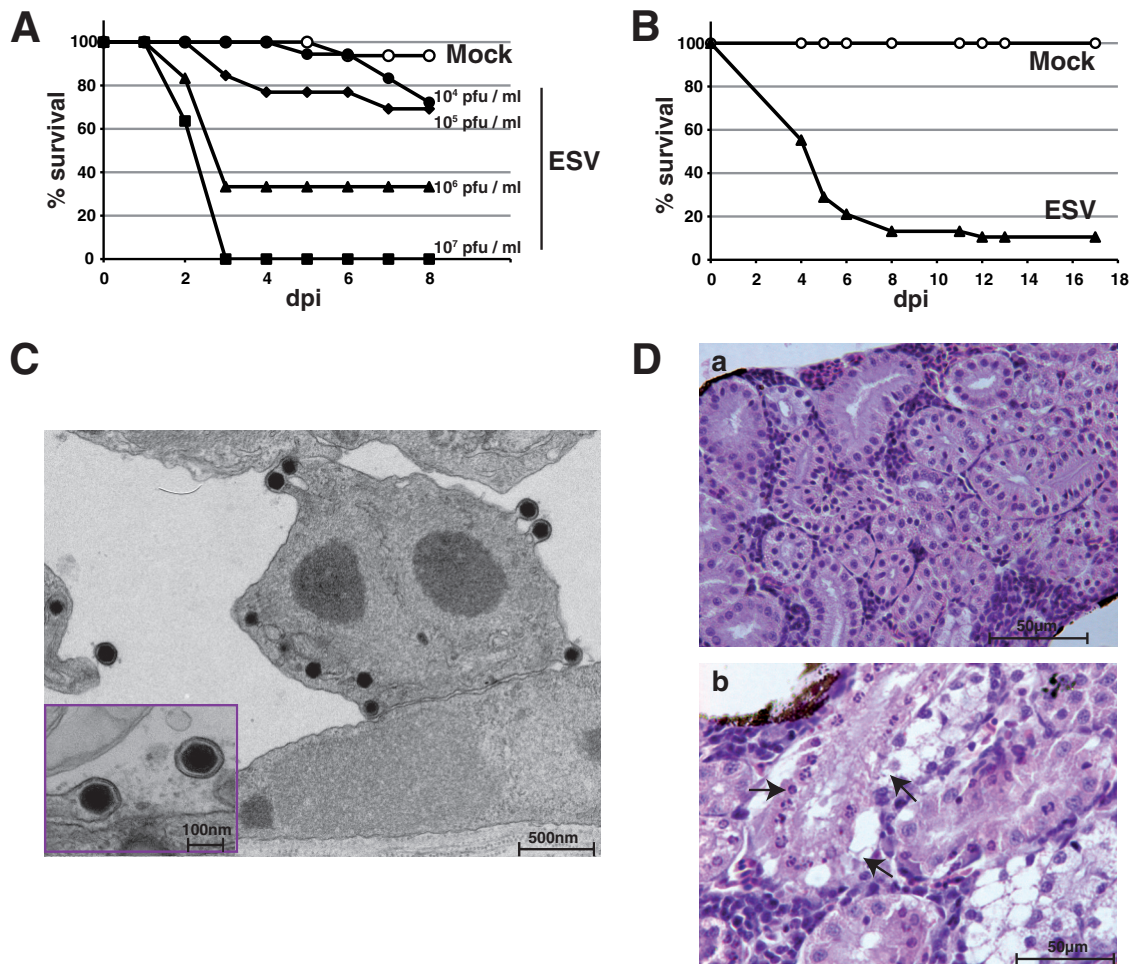 A
% survival
100
80
60
40
20
0
0 2 4 6 8
dpi
Mock
10⁴ pfu / ml
10⁵ pfu / ml
10⁶ pfu / ml
10⁷ pfu / ml
ESV
B
% survival
100
80
60
40
20
0
0 2 4 6 8 10 12 14 16 18
dpi
Mock
ESV
C
100nm
500nm
D
a
50µm
b
50µm